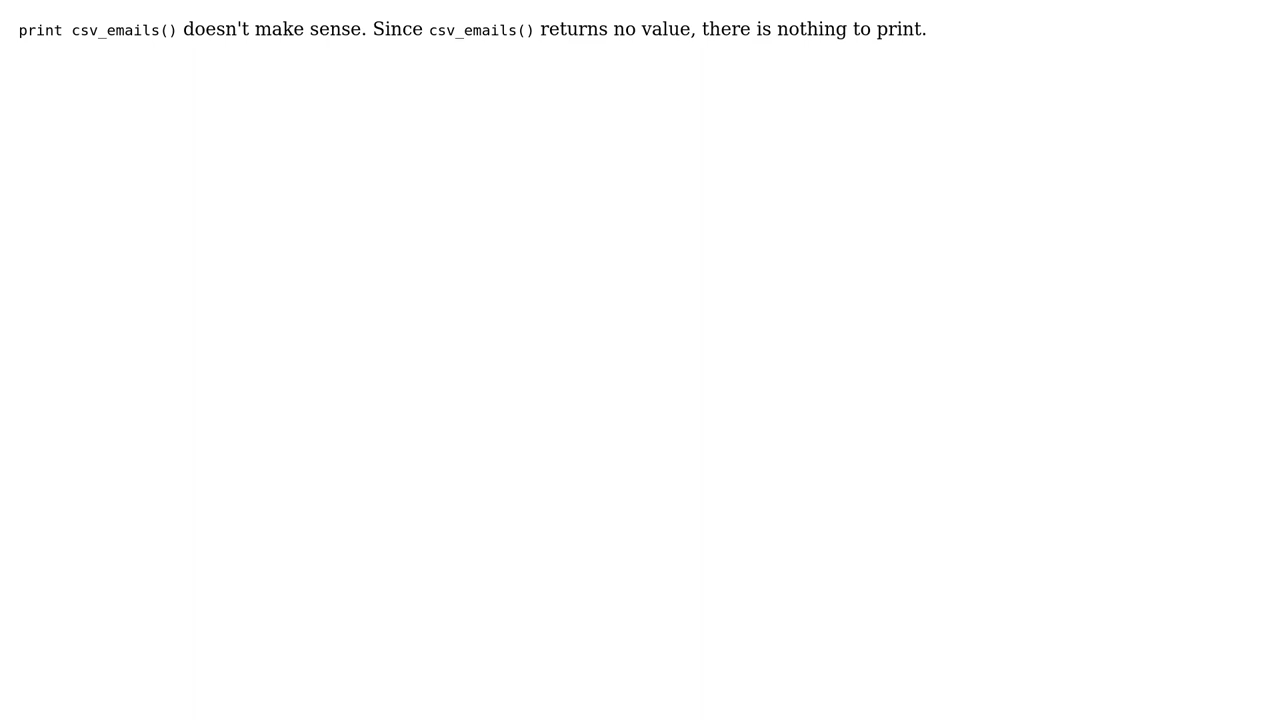 print csv_emails() doesn't make sense. Since csv_emails() returns no value, there is nothing to print.